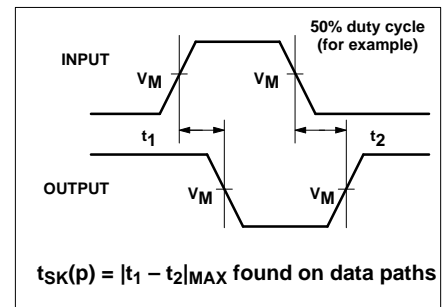 50% duty cycle
(for example)
INPUT
VM
VM
t1
t2
OUTPUT
VM
VM
tSK(p) = |t1 – t2|MAX found on data paths